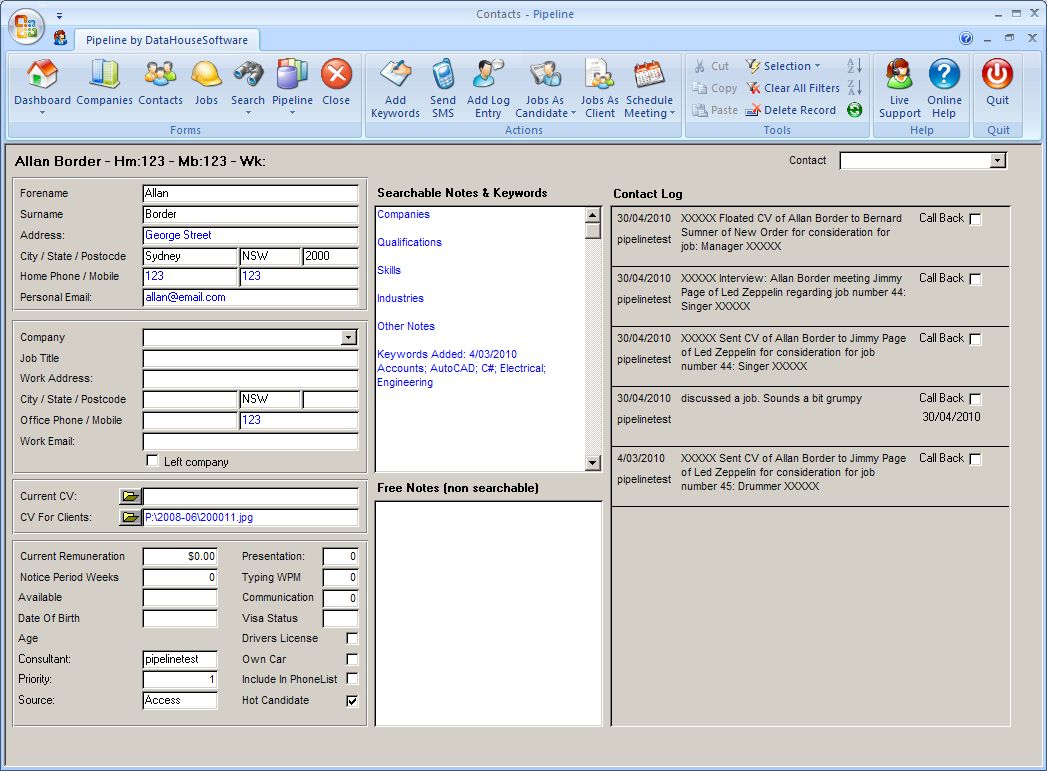 Contacts - Pipeline
Pipeline by DataHouseSoftware
Dashboard
Companies
Contacts
Jobs
Search
Pipeline
Close
Forms
Add
Keywords
Send
SMS
Add Log
Entry
Jobs As
Candidate
Jobs As
Client
Schedule
Meeting
Actions
Cut
Copy
Paste
Selection
Clear All Filters
Delete Record
A
Z
Z
A
Tools
Live
Support
Online
Help
Help
Quit
Quit
Allan Border - Hm:123 - Mb:123 - Wk:
Contact
Forename Allan
Surname Border
Address: George Street
City / State / Postcode Sydney NSW 2000
Home Phone / Mobile 123 123
Personal Email: allan@email.com
Company
Job Title
Work Address:
City / State / Postcode NSW
Office Phone / Mobile 123
Work Email:
Left company
Current CV:
CV For Clients: P:\2008-06\200011.jpg
Current Remuneration $0.00 Presentation: 0
Notice Period Weeks 0 Typing WPM 0
Available Communication 0
Date Of Birth Visa Status
Age Drivers License
Consultant: pipelinetest Own Car
Priority: 1 Include In PhoneList
Source: Access Hot Candidate
Searchable Notes & Keywords
Companies
Qualifications
Skills
Industries
Other Notes
Keywords Added: 4/03/2010
Accounts; AutoCAD; C#; Electrical;
Engineering
Free Notes (non searchable)
Contact Log
30/04/2010 XXXXX Floated CV of Allan Border to Bernard Call Back
pipelinetest Sumner of New Order for consideration for
job: Manager XXXXX
30/04/2010 XXXXX Interview: Allan Border meeting Jimmy Call Back
pipelinetest Page of Led Zeppelin regarding job number 44:
Singer XXXXX
30/04/2010 XXXXX Sent CV of Allan Border to Jimmy Page Call Back
pipelinetest of Led Zeppelin for consideration for job
number 44: Singer XXXXX
30/04/2010 discussed a job. Sounds a bit grumpy Call Back
pipelinetest 30/04/2010
4/03/2010 XXXXX Sent CV of Allan Border to Jimmy Page Call Back
pipelinetest of Led Zeppelin for consideration for job
number 45: Drummer XXXXX